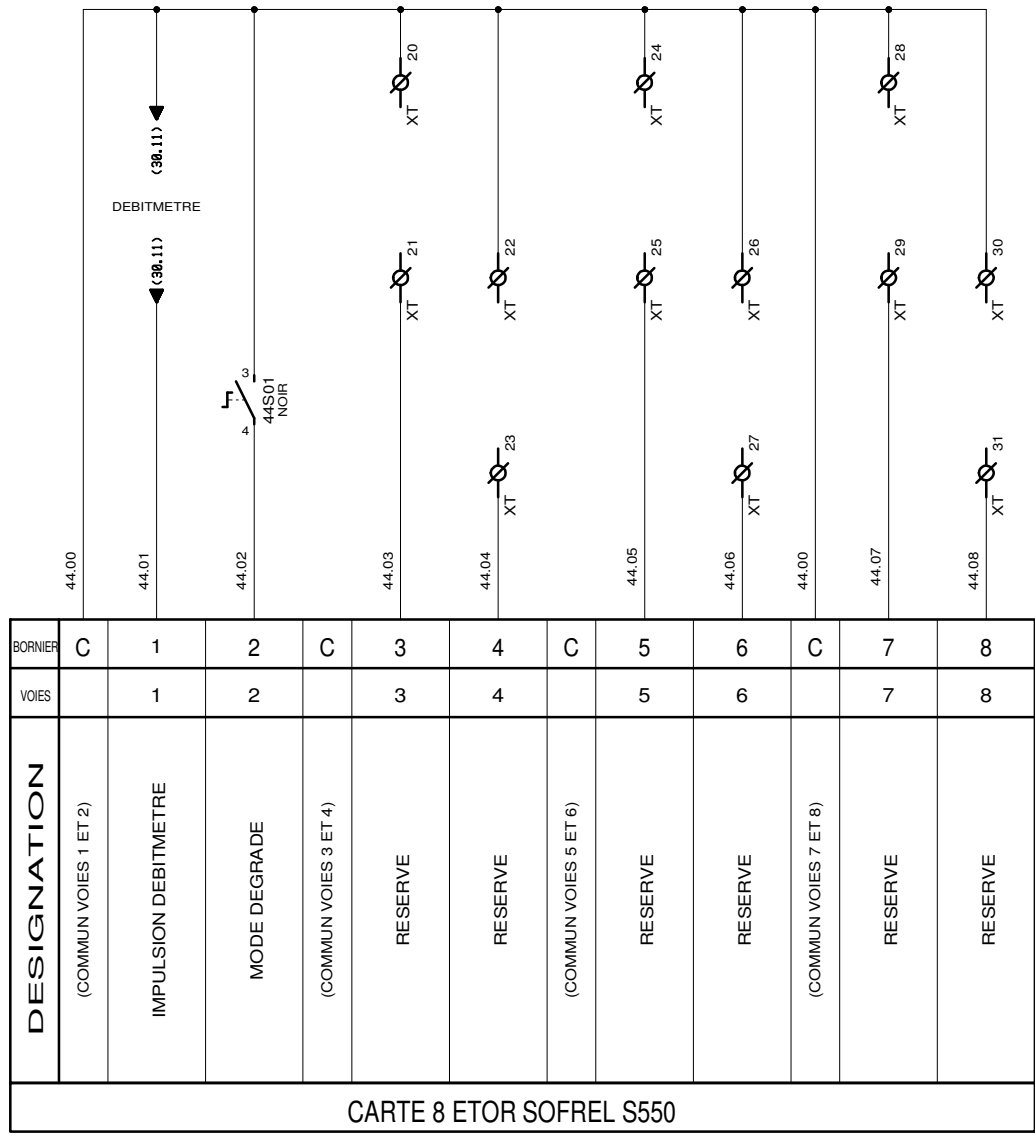 20
24
28
XT
XT
XT
(30.11)
DEBITMETRE
(30.11)
21
22
25
26
29
30
XT
XT
XT
XT
XT
XT
3
44S01
NOIR
4
23
27
31
XT
XT
XT
44.00
44.01
44.02
44.03
44.04
44.05
44.06
44.00
44.07
44.08
BORNIER C 1 2 C 3 4 C 5 6 C 7 8
VOIES 1 2 3 4 5 6 7 8
DESIGNATION
(COMMUN VOIES 1 ET 2)
IMPULSION DEBITMETRE
MODE DEGRADE
(COMMUN VOIES 3 ET 4)
RESERVE
RESERVE
(COMMUN VOIES 5 ET 6)
RESERVE
RESERVE
(COMMUN VOIES 7 ET 8)
RESERVE
RESERVE
CARTE 8 ETOR SOFREL S550